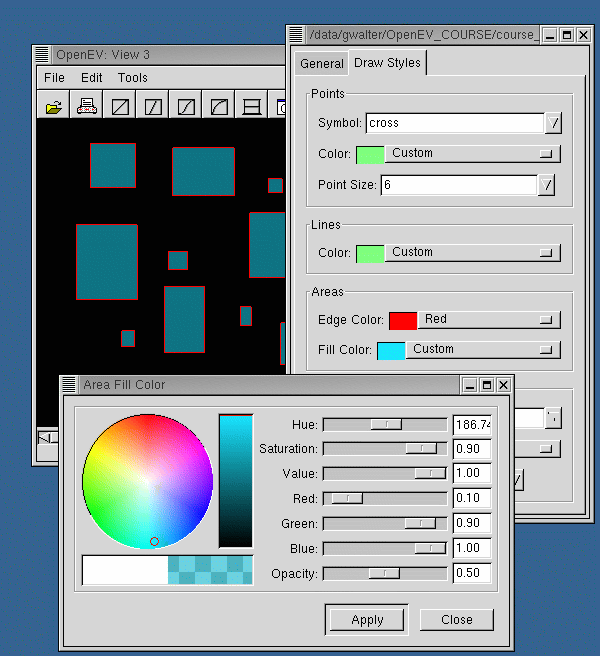 /data/gwalter/OpenEV_COURSE/course_
OpenEV: View 3
File Edit Tools
General Draw Styles
Points
Symbol: cross
Color: Custom
Point Size: 6
Lines
Color: Custom
Areas
Edge Color: Red
Fill Color: Custom
Area Fill Color
Hue: 186.74
Saturation: 0.90
Value: 1.00
Red: 0.10
Green: 0.90
Blue: 1.00
Opacity: 0.50
Apply Close